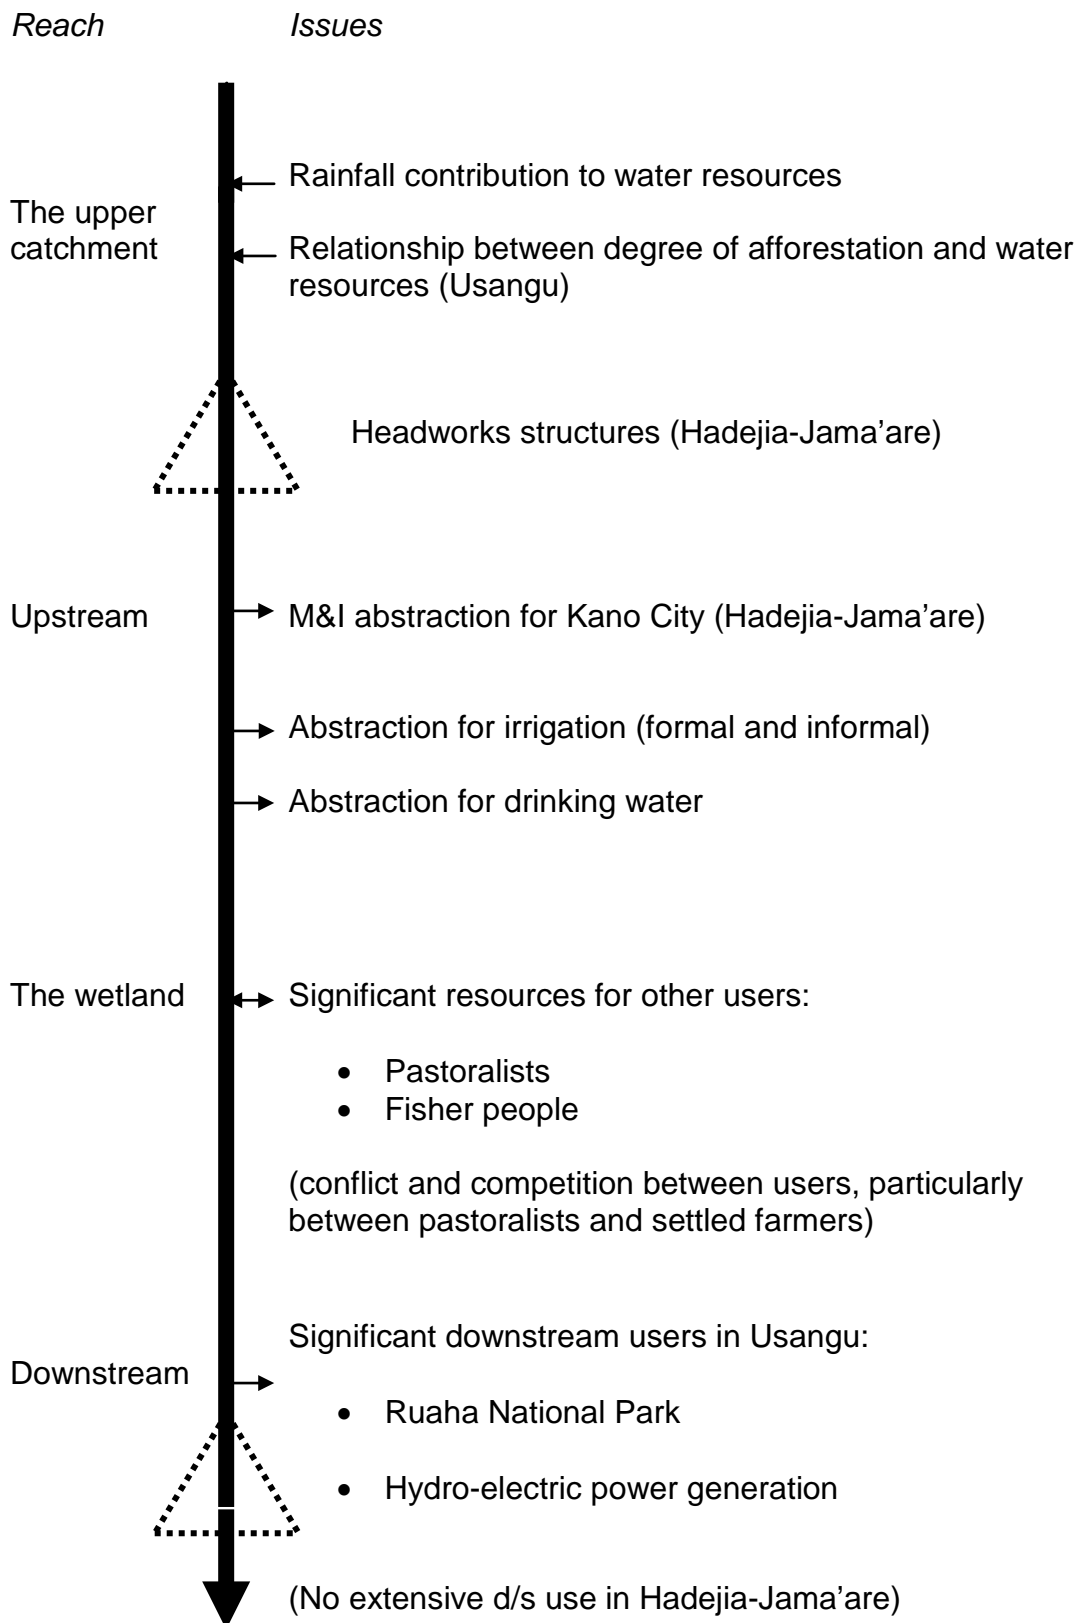 Reach Issues
Rainfall contribution to water resources
The upper
catchment
Relationship between degree of afforestation and water
resources (Usangu)
Headworks structures (Hadejia-Jama’are)
Upstream
M&I abstraction for Kano City (Hadejia-Jama’are)
Abstraction for irrigation (formal and informal)
Abstraction for drinking water
The wetland
Significant resources for other users:
• Pastoralists
• Fisher people
(conflict and competition between users, particularly
between pastoralists and settled farmers)
Significant downstream users in Usangu:
Downstream
• Ruaha National Park
• Hydro-electric power generation
(No extensive d/s use in Hadejia-Jama’are)